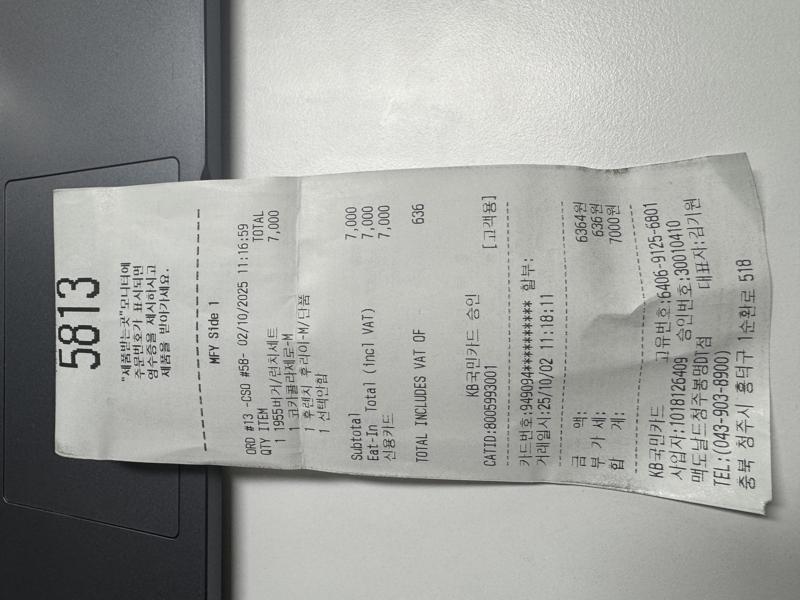 5813
"제품받는곳" 모니터에
주문번호가 표시되면
영수증을 제시하시고
제품을 받아가세요.
MFY Side 1
ORD #13 -CSO #58- 02/10/2025 11:16:59
QTY ITEM TOTAL
1 1955버거/런치세트 7,000
1 코카콜라제로-M
1 후렌치 후라이-M/단품
1 선택안함
Subtotal 7,000
Eat-In Total (incl VAT) 7,000
신용카드 7,000
TOTAL INCLUDES VAT OF 636
KB국민카드 승인
CATID:8005993001 [고객용]
카드번호:949094********** 할부:
거래일시:25/10/02 11:18:11
금 액: 6364원
부 가 세: 636원
합 계: 7000원
KB국민카드 고유번호:6406-9125-6801
사업자:1018126409 승인번호:30010410
맥도날드청주봉명DT점 대표자:김기원
TEL:(043-903-8900)
충북 청주시 흥덕구 1순환로 518